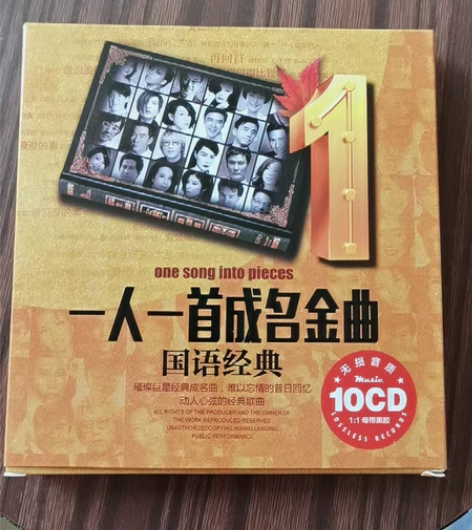 再回首
1
one song into pieces
一人一首成名金曲
国语经典
璀璨巨星经典成名曲,难以忘情的昔日回忆
动人心弦的经典歌曲
ALL RIGHTS OF THE PRODUCER AND THE OWNER OF
THE WORK REPRODUCED RESERVED
UNAUTHORIZED COPYING HIRING LENDING
PUBLIC PERFORMANCE
无损音质
Music
10CD
1:1母带直刻
LOSSLESS RECORDS